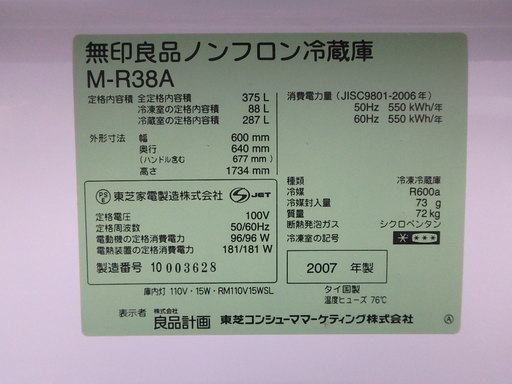 無印良品ノンフロン冷蔵庫
M-R38A
定格内容積 全定格内容積 375 L
冷凍室の定格内容積 88 L
冷蔵室の定格内容積 287 L
外形寸法 幅 600 mm
奥行 640 mm
(ハンドル含む 677 mm)
高さ 1734 mm
消費電力量 (JISC9801-2006年)
50Hz 550 kWh/年
60Hz 550 kWh/年
PS E 東芝家電製造株式会社 S-JET
定格電圧 100V
定格周波数 50/60Hz
電動機の定格消費電力 96/96 W
電熱装置の定格消費電力 181/181 W
製造番号 10003628
種類 冷凍冷蔵庫
冷媒 R600a
冷媒封入量 73 g
質量 72 kg
断熱発泡ガス シクロペンタン
冷凍室の記号
2007 年製
庫内灯 110V・15W・RM110V15WSL
タイ国製
温度ヒューズ 76℃
表示者 株式会社 良品計画 東芝コンシューママーケティング株式会社 Ⓐ